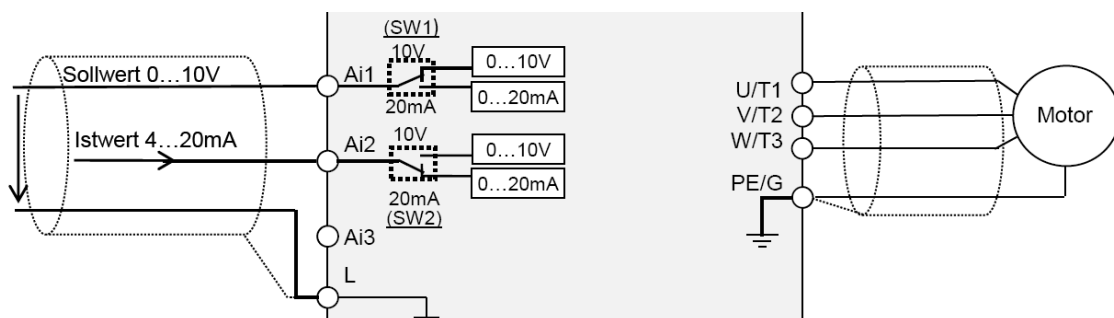 (SW1)
10V
0...10V
Sollwert 0...10V
Ai1
20mA
0...20mA
Istwert 4...20mA
Ai2
10V
0...10V
20mA
0...20mA
(SW2)
Ai3
L
U/T1
V/T2
W/T3
PE/G
Motor